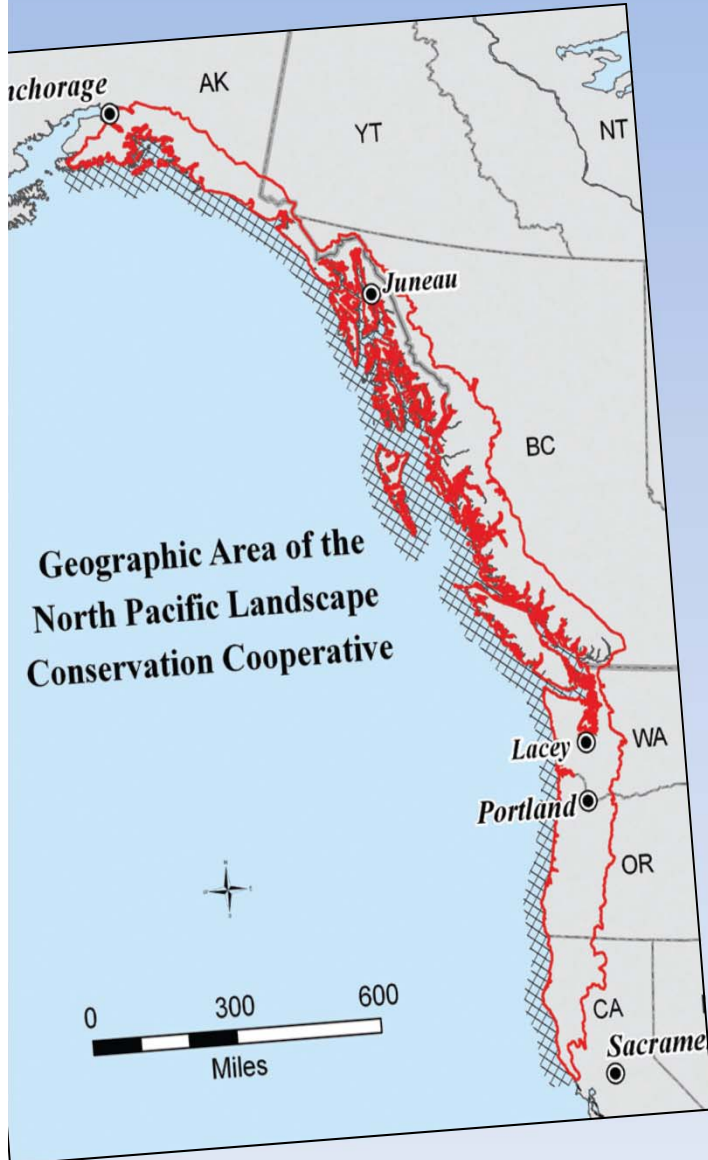 nchorage
AK
YT
NT
Juneau
BC
Geographic Area of the
North Pacific Landscape
Conservation Cooperative
Lacey
WA
Portland
OR
0 300 600
Miles
CA
Sacrame